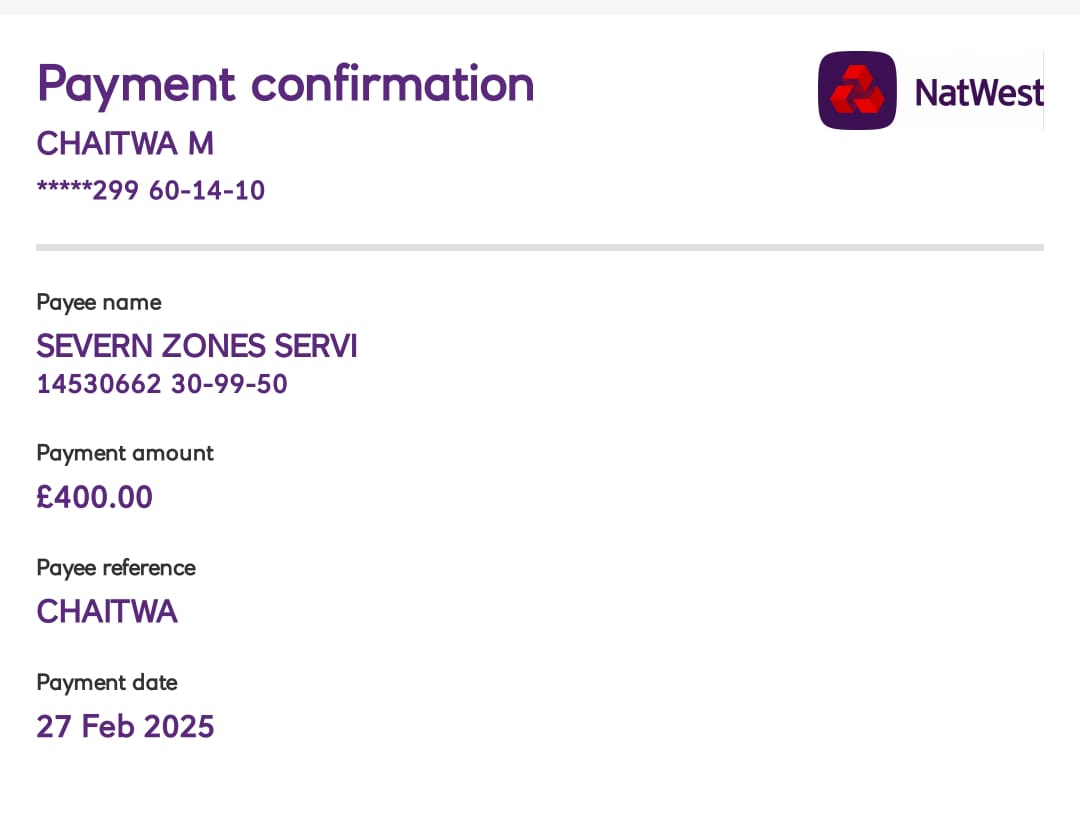 Payment confirmation
NatWest
CHAITWA M
*****299 60-14-10
Payee name
SEVERN ZONES SERVI
14530662 30-99-50
Payment amount
£400.00
Payee reference
CHAITWA
Payment date
27 Feb 2025